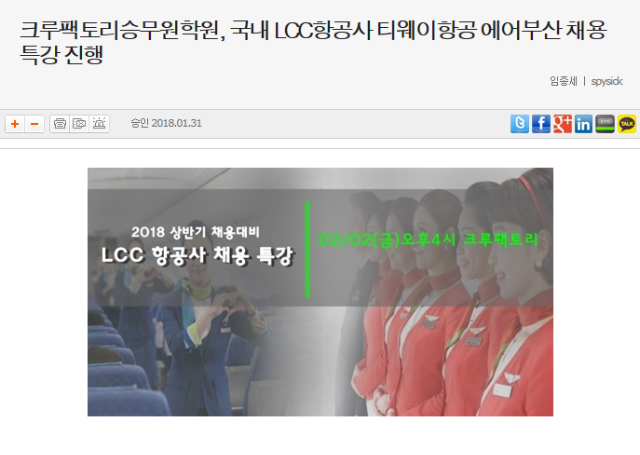 크루팩토리승무원학원, 국내 LCC항공사 티웨이항공 에어부산 채용
특강 진행
임종세 | spysick
승인 2018.01.31
TALK
2018 상반기 채용대비
LCC 항공사 채용 특강
02/02(금)오후4시 크루팩토리